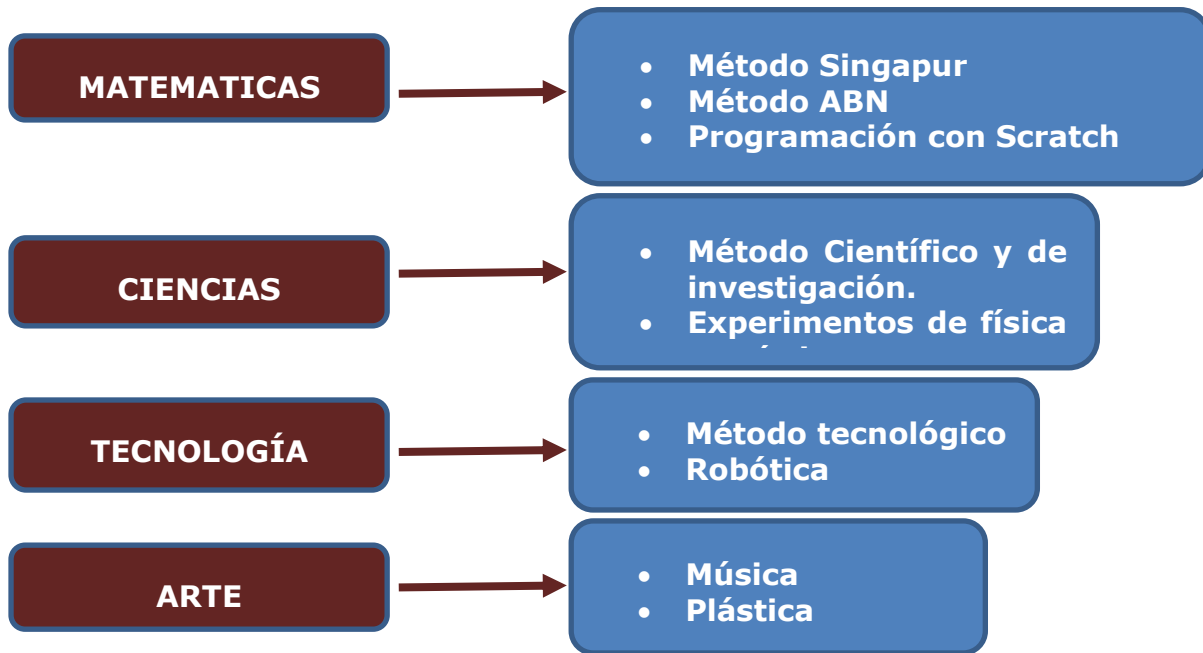 MATEMATICAS
• Método Singapur
• Método ABN
• Programación con Scratch
CIENCIAS
• Método Científico y de
investigación.
• Experimentos de física
TECNOLOGÍA
• Método tecnológico
• Robótica
ARTE
• Música
• Plástica